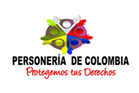 PERSONERÍA DE COLOMBIA
Protegemos tus Derechos